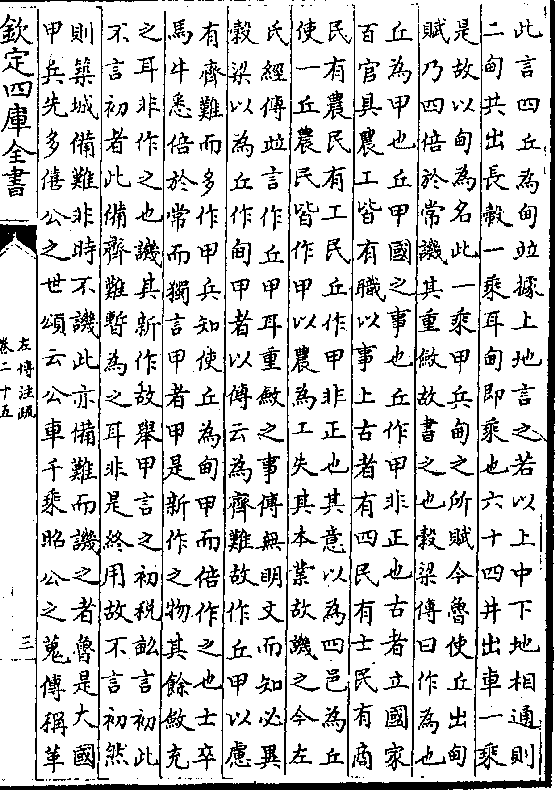 此言四丘為甸竝據上地言之若以上中下地相通則
二甸共出長轂一乘耳甸即乘也六十四井出車一乘
是故以甸為名此一乘甲兵甸之所賦今魯使丘出甸
賦乃四倍於常譏其重斂故書之也穀梁傳曰作為也
丘為甲也丘甲國之事也丘作甲非正也古者立國家
百官具農工皆有職以事上古者有四民有士民有商
民有農民有工民丘作甲非正也其意以為四邑為丘
使一丘農民皆作甲以農為工失其本業故譏之今左
氏經傳竝言作丘甲耳重斂之事傳無明文而知必異
穀梁以為丘作甸甲者以傳云為齊難故作丘甲以慮
有齊難而多作甲兵知使丘為甸甲而倍作之也士卒
馬牛悉倍於常而獨言甲者甲是新作之物其餘斂充
之耳非作之也譏其新作故舉甲言之初稅畝言初此
不言初者此備齊難暫為之耳非是終用故不言初然
則築城備難非時不譏此亦備難而譏之者魯是大國
甲兵先多僖公之世頌云公車千乘昭公之蒐傳稱革
欽定四庫全書
左傳注疏
卷二十五
三